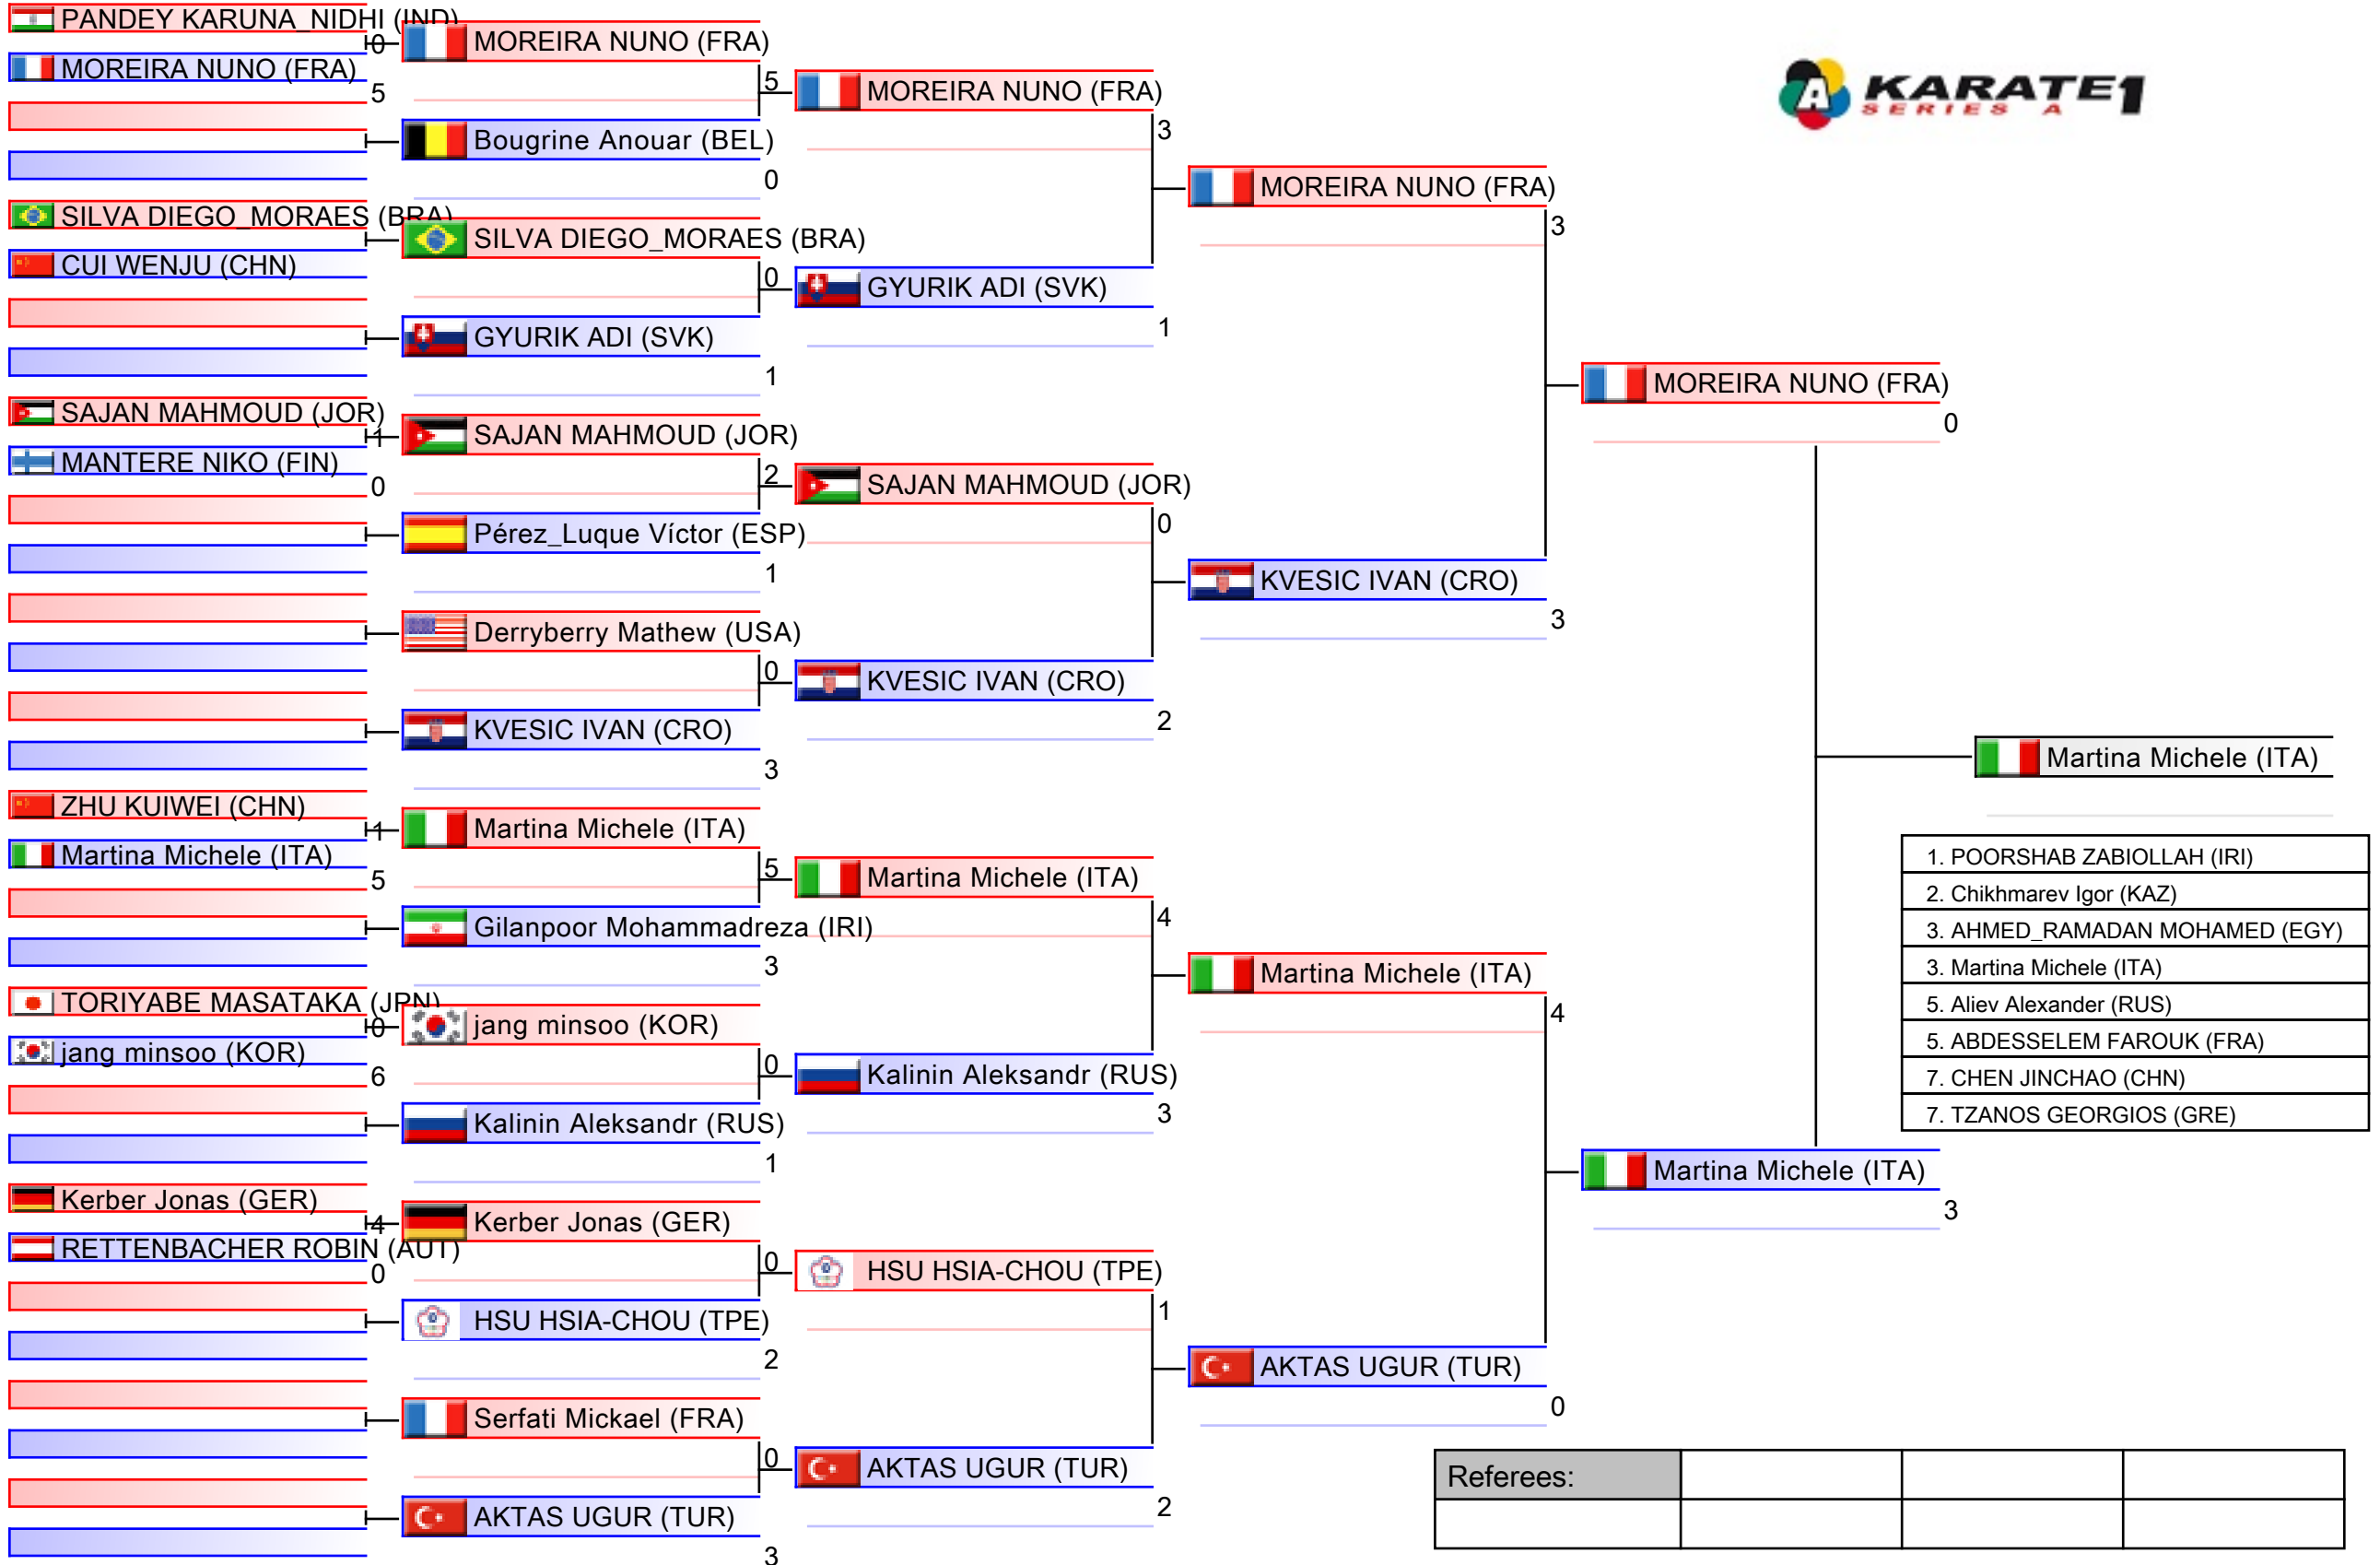 PANDEY KARUNA_NIDHI (IND)
0
MOREIRA NUNO (FRA)
5
SILVA DIEGO_MORAES (BRA)
CUI WENJU (CHN)
SAJAN MAHMOUD (JOR)
1
MANTERE NIKO (FIN)
0
ZHU KUIWEI (CHN)
1
Martina Michele (ITA)
5
TORIYABE MASATAKA (JPN)
0
jang minsoo (KOR)
6
Kerber Jonas (GER)
4
RETTENBACHER ROBIN (AUT)
0
MOREIRA NUNO (FRA)
5
Bougrine Anouar (BEL)
0
SILVA DIEGO_MORAES (BRA)
0
GYURIK ADI (SVK)
1
SAJAN MAHMOUD (JOR)
2
Pérez_Luque Víctor (ESP)
1
Derryberry Mathew (USA)
0
KVESIC IVAN (CRO)
3
Martina Michele (ITA)
5
Gilanpoor Mohammadreza (IRI)
3
jang minsoo (KOR)
0
Kalinin Aleksandr (RUS)
1
Kerber Jonas (GER)
0
HSU HSIA-CHOU (TPE)
2
Serfati Mickael (FRA)
0
AKTAS UGUR (TUR)
3
MOREIRA NUNO (FRA)
3
GYURIK ADI (SVK)
1
SAJAN MAHMOUD (JOR)
0
KVESIC IVAN (CRO)
2
Martina Michele (ITA)
4
Kalinin Aleksandr (RUS)
3
HSU HSIA-CHOU (TPE)
1
AKTAS UGUR (TUR)
2
MOREIRA NUNO (FRA)
3
KVESIC IVAN (CRO)
3
Martina Michele (ITA)
4
AKTAS UGUR (TUR)
0
MOREIRA NUNO (FRA)
0
Martina Michele (ITA)
3
A KARATE1
SERIES A
Martina Michele (ITA)
1. POORSHAB ZABIOLLAH (IRI)
2. Chikhmarev Igor (KAZ)
3. AHMED_RAMADAN MOHAMED (EGY)
3. Martina Michele (ITA)
5. Aliev Alexander (RUS)
5. ABDESSELEM FAROUK (FRA)
7. CHEN JINCHAO (CHN)
7. TZANOS GEORGIOS (GRE)
Referees: